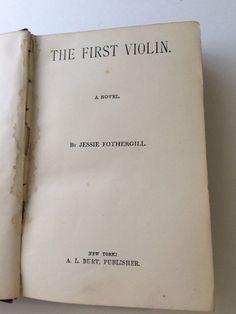 THE FIRST VIOLIN.
A NOVEL.
BY JESSIE FOTHERGILL.
NEW YORK:
A. L. BURT, PUBLISHER.